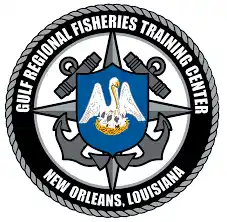 GULF REGIONAL FISHERIES TRAINING CENTER
NEW ORLEANS, LOUISIANA